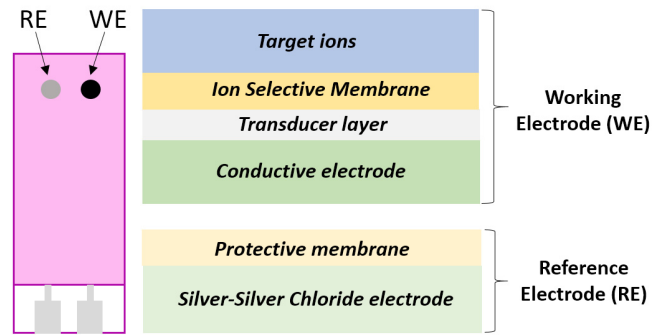 RE WE
Target ions
Ion Selective Membrane
Transducer layer
Conductive electrode
Working
Electrode (WE)
Protective membrane
Silver-Silver Chloride electrode
Reference
Electrode (RE)